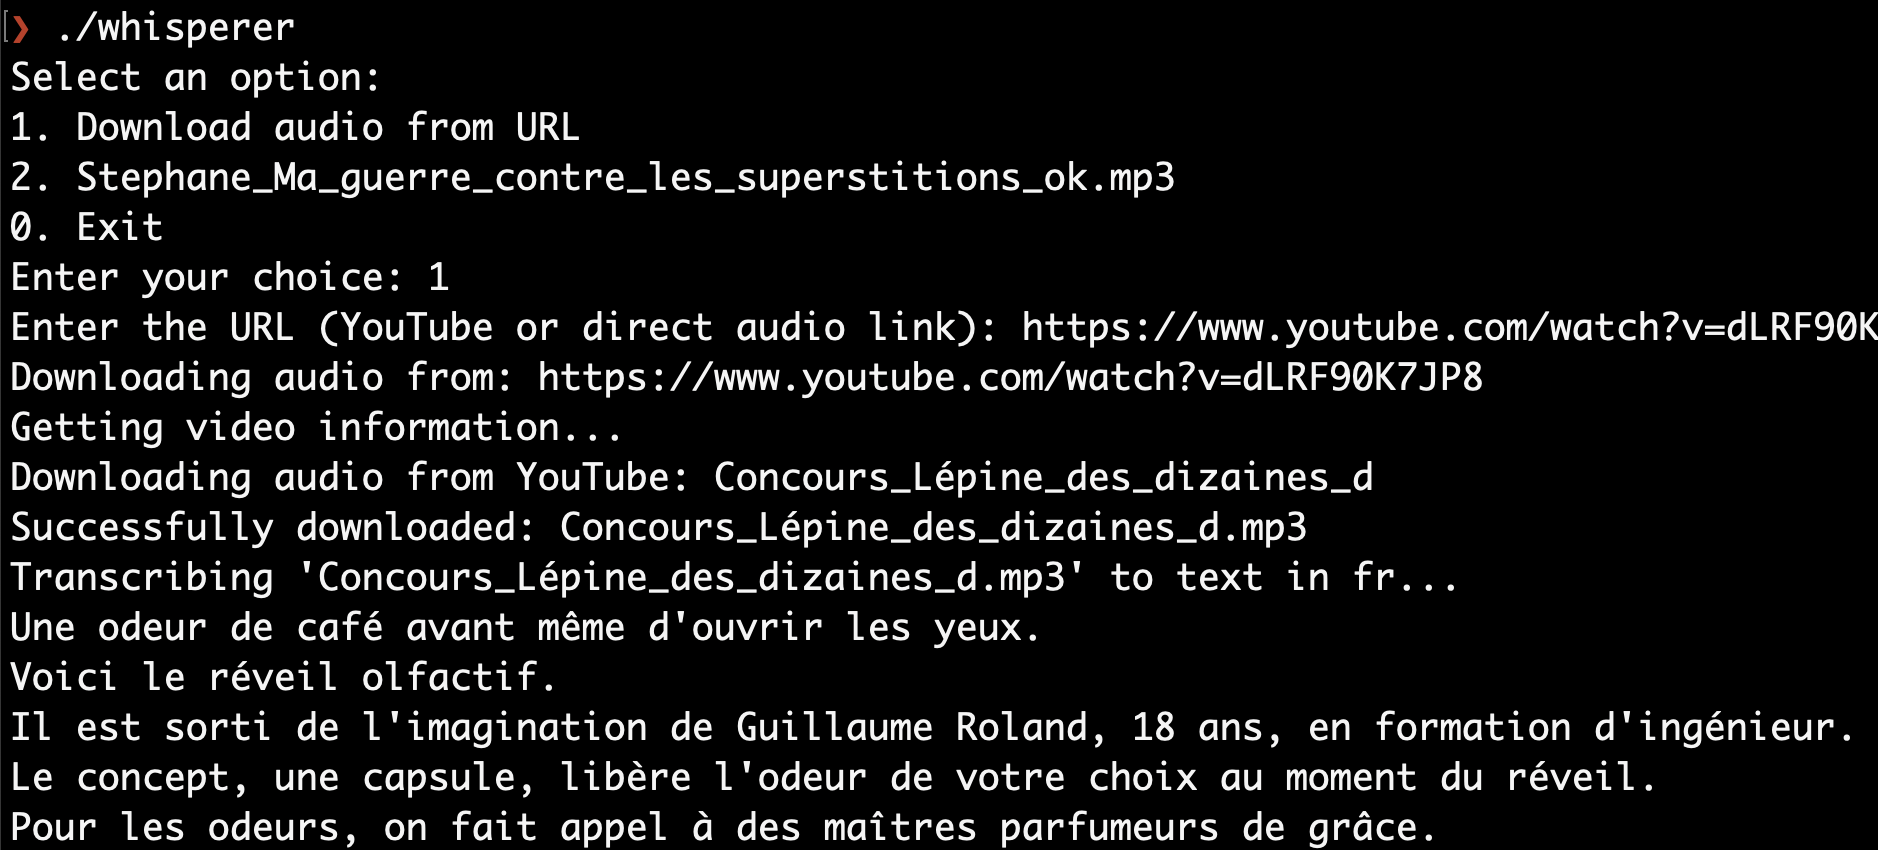 ❯ ./whisperer
Select an option:
1. Download audio from URL
2. Stephane_Ma_guerre_contre_les_superstitions_ok.mp3
0. Exit
Enter your choice: 1
Enter the URL (YouTube or direct audio link): https://www.youtube.com/watch?v=dLRF90K
Downloading audio from: https://www.youtube.com/watch?v=dLRF90K7JP8
Getting video information...
Downloading audio from YouTube: Concours_Lépine_des_dizaines_d
Successfully downloaded: Concours_Lépine_des_dizaines_d.mp3
Transcribing 'Concours_Lépine_des_dizaines_d.mp3' to text in fr...
Une odeur de café avant même d'ouvrir les yeux.
Voici le réveil olfactif.
Il est sorti de l'imagination de Guillaume Roland, 18 ans, en formation d'ingénieur.
Le concept, une capsule, libère l'odeur de votre choix au moment du réveil.
Pour les odeurs, on fait appel à des maîtres parfumeurs de grâce.